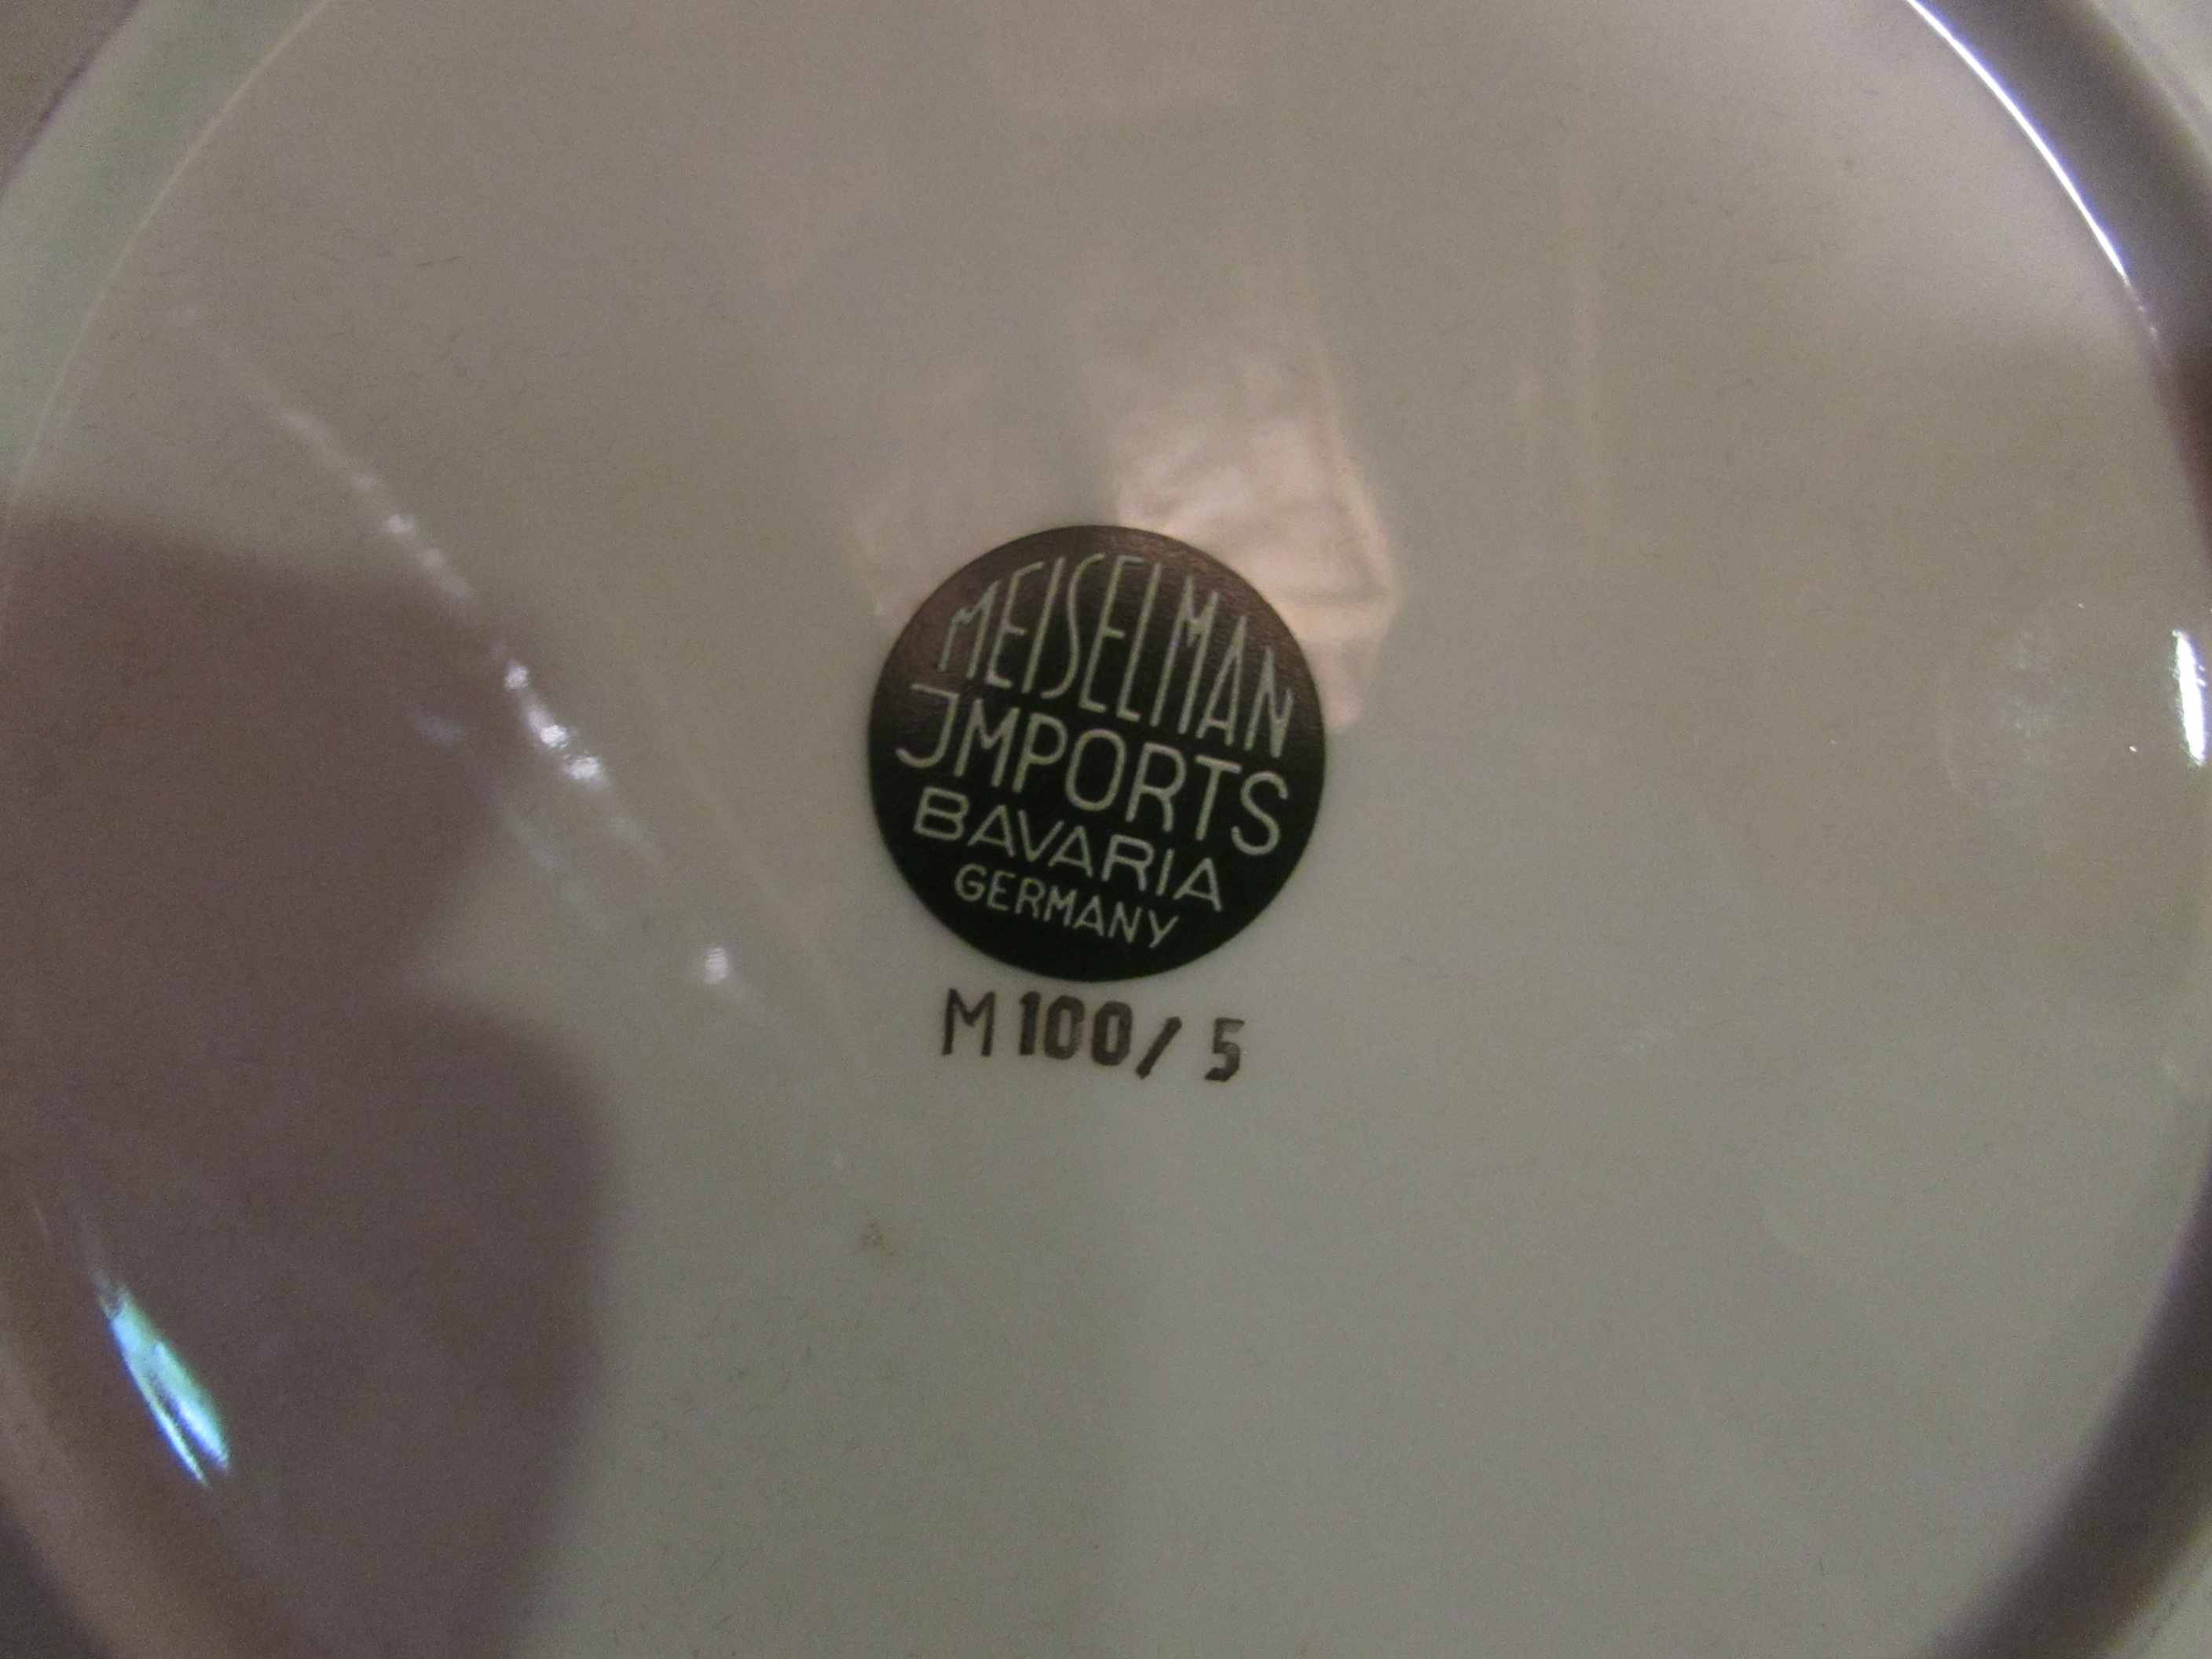 MEISELMAN
JMPORTS
BAVARIA
GERMANY
M 100/ 5